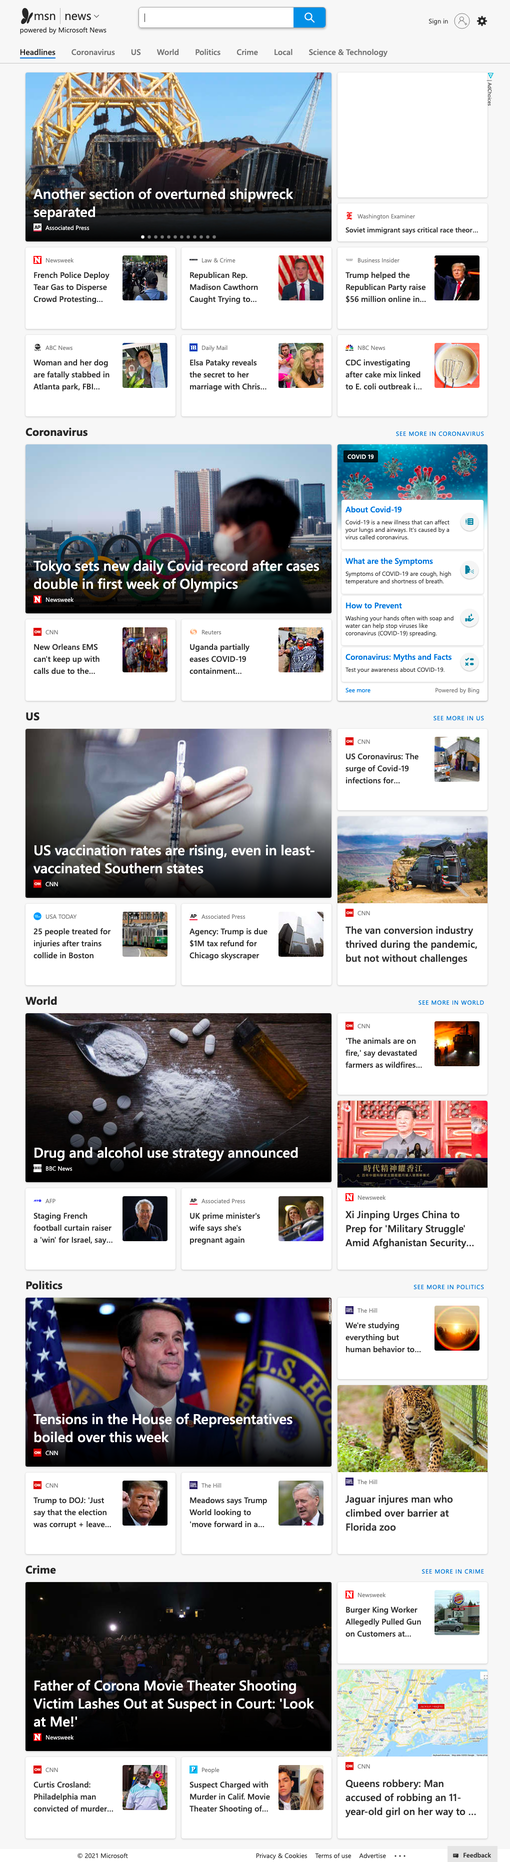 msn news
powered by Microsoft News
Sign in
Headlines Coronavirus US World Politics Crime Local Science & Technology
Another section of overturned shipwreck
separated
Associated Press
AdChoices
Washington Examiner
Soviet immigrant says critical race theor...
Newsweek
French Police Deploy
Tear Gas to Disperse
Crowd Protesting...
Law & Crime
Republican Rep.
Madison Cawthorn
Caught Trying to...
Business Insider
Trump helped the
Republican Party raise
$56 million online in...
ABC News
Woman and her dog
are fatally stabbed in
Atlanta park, FBI...
Daily Mail
Elsa Pataky reveals
the secret to her
marriage with Chris...
NBC News
CDC investigating
after cake mix linked
to E. coli outbreak i...
Coronavirus
SEE MORE IN CORONAVIRUS
Tokyo sets new daily Covid record after cases
double in first week of Olympics
Newsweek
COVID 19
About Covid-19
Covid-19 is a new illness that can affect
your lungs and airways. It's caused by a
virus called coronavirus.
What are the Symptoms
Symptoms of COVID-19 are cough, high
temperature and shortness of breath.
How to Prevent
Washing your hands often with soap and
water can help stop viruses like
coronavirus (COVID-19) spreading.
Coronavirus: Myths and Facts
Test your awareness about COVID-19.
See more
Powered by Bing
CNN
New Orleans EMS
can't keep up with
calls due to the...
Reuters
Uganda partially
eases COVID-19
containment...
US
SEE MORE IN US
US vaccination rates are rising, even in least-
vaccinated Southern states
CNN
CNN
US Coronavirus: The
surge of Covid-19
infections for...
CNN
The van conversion industry
thrived during the pandemic,
but not without challenges
USA TODAY
25 people treated for
injuries after trains
collide in Boston
Associated Press
Agency: Trump is due
$1M tax refund for
Chicago skyscraper
World
SEE MORE IN WORLD
Drug and alcohol use strategy announced
BBC News
CNN
'The animals are on
fire,' say devastated
farmers as wildfires...
時代精神耀香江
Newsweek
Xi Jinping Urges China to
Prep for 'Military Struggle'
Amid Afghanistan Security...
AFP
Staging French
football curtain raiser
a 'win' for Israel, say...
Associated Press
UK prime minister's
wife says she's
pregnant again
Politics
SEE MORE IN POLITICS
Tensions in the House of Representatives
boiled over this week
CNN
The Hill
We're studying
everything but
human behavior to...
The Hill
Jaguar injures man who
climbed over barrier at
Florida zoo
CNN
Trump to DOJ: 'Just
say that the election
was corrupt + leave...
The Hill
Meadows says Trump
World looking to
'move forward in a...
Crime
SEE MORE IN CRIME
Father of Corona Movie Theater Shooting
Victim Lashes Out at Suspect in Court: 'Look
at Me!'
Newsweek
Newsweek
Burger King Worker
Allegedly Pulled Gun
on Customers at...
CNN
Queens robbery: Man
accused of robbing an 11-
year-old girl on her way to ...
CNN
Curtis Crosland:
Philadelphia man
convicted of murder...
People
Suspect Charged with
Murder in Calif. Movie
Theater Shooting of...
© 2021 Microsoft
Privacy & Cookies Terms of use Advertise ...
Feedback